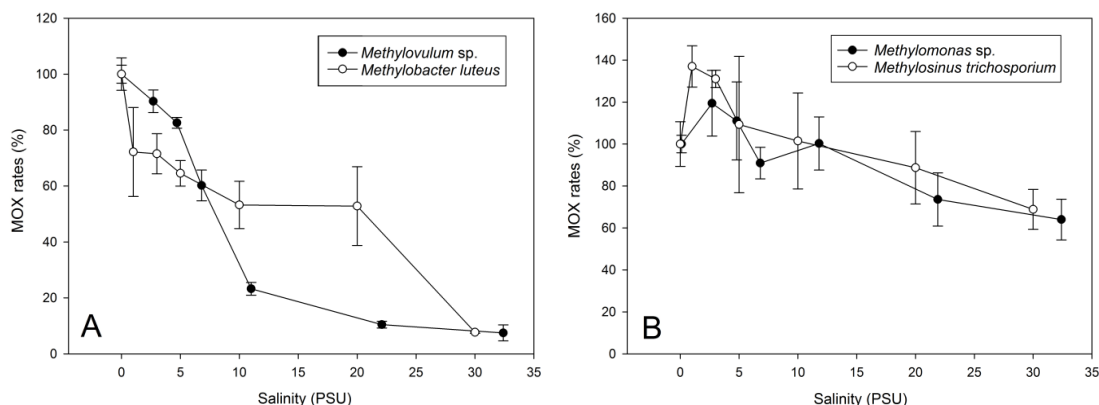 120
100
80
60
40
20
0
MOX rates (%)
Methylovulum sp.
Methylobacter luteus
A
0 5 10 15 20 25 30 35
Salinity (PSU)
160
140
120
100
80
60
40
20
0
MOX rates (%)
Methylomonas sp.
Methylosinus trichosporium
B
0 5 10 15 20 25 30 35
Salinity (PSU)